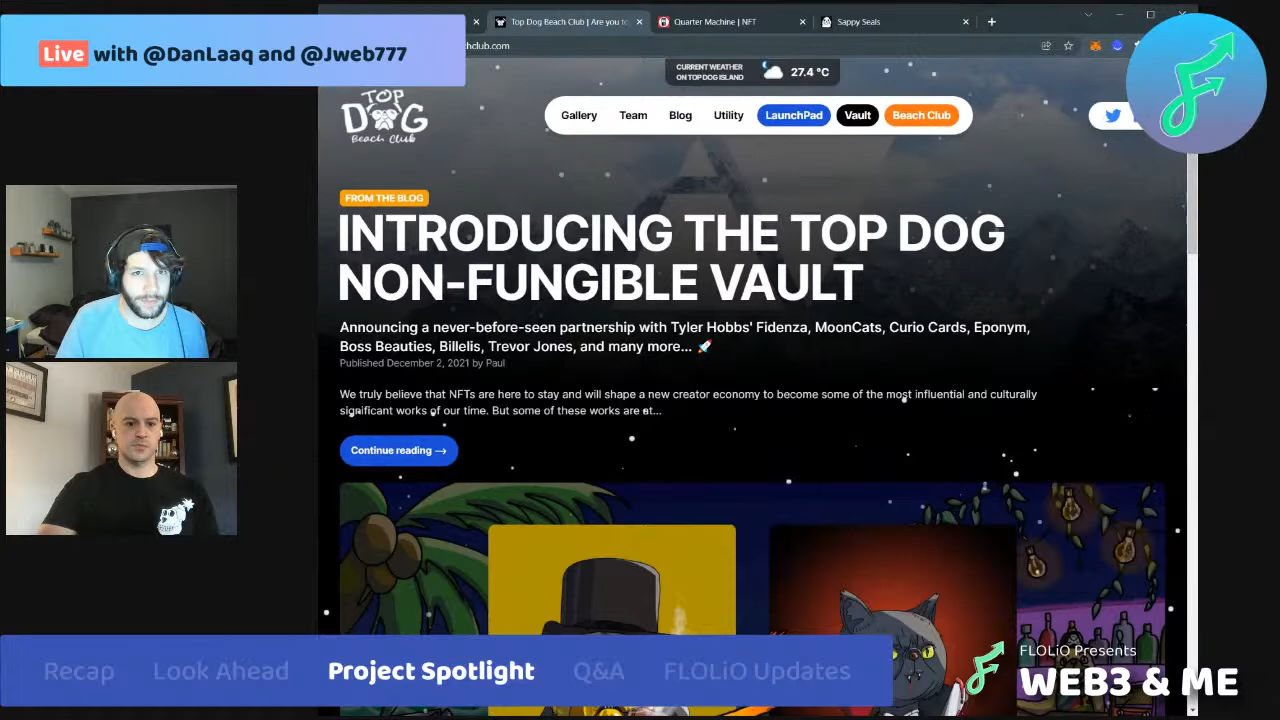 Live with @DanLaaq and @Jweb777
Top Dog Beach Club | Are you to
Quarter Machine | NFT
Sappy Seals
hclub.com
CURRENT WEATHER
ON TOP DOG ISLAND
27.4 °C
TOP
DOG
Beach Club
Gallery Team Blog Utility LaunchPad Vault Beach Club
FROM THE BLOG
INTRODUCING THE TOP DOG
NON-FUNGIBLE VAULT
Announcing a never-before-seen partnership with Tyler Hobbs' Fidenza, MoonCats, Curio Cards, Eponym,
Boss Beauties, Billelis, Trevor Jones, and many more... 🚀
Published December 2, 2021 by Paul
We truly believe that NFTs are here to stay and will shape a new creator economy to become some of the most influential and culturally
significant works of our time. But some of these works are at...
Continue reading →
Recap Look Ahead Project Spotlight Q&A FLOLiO Updates
FLOLiO Presents
WEB3 & ME